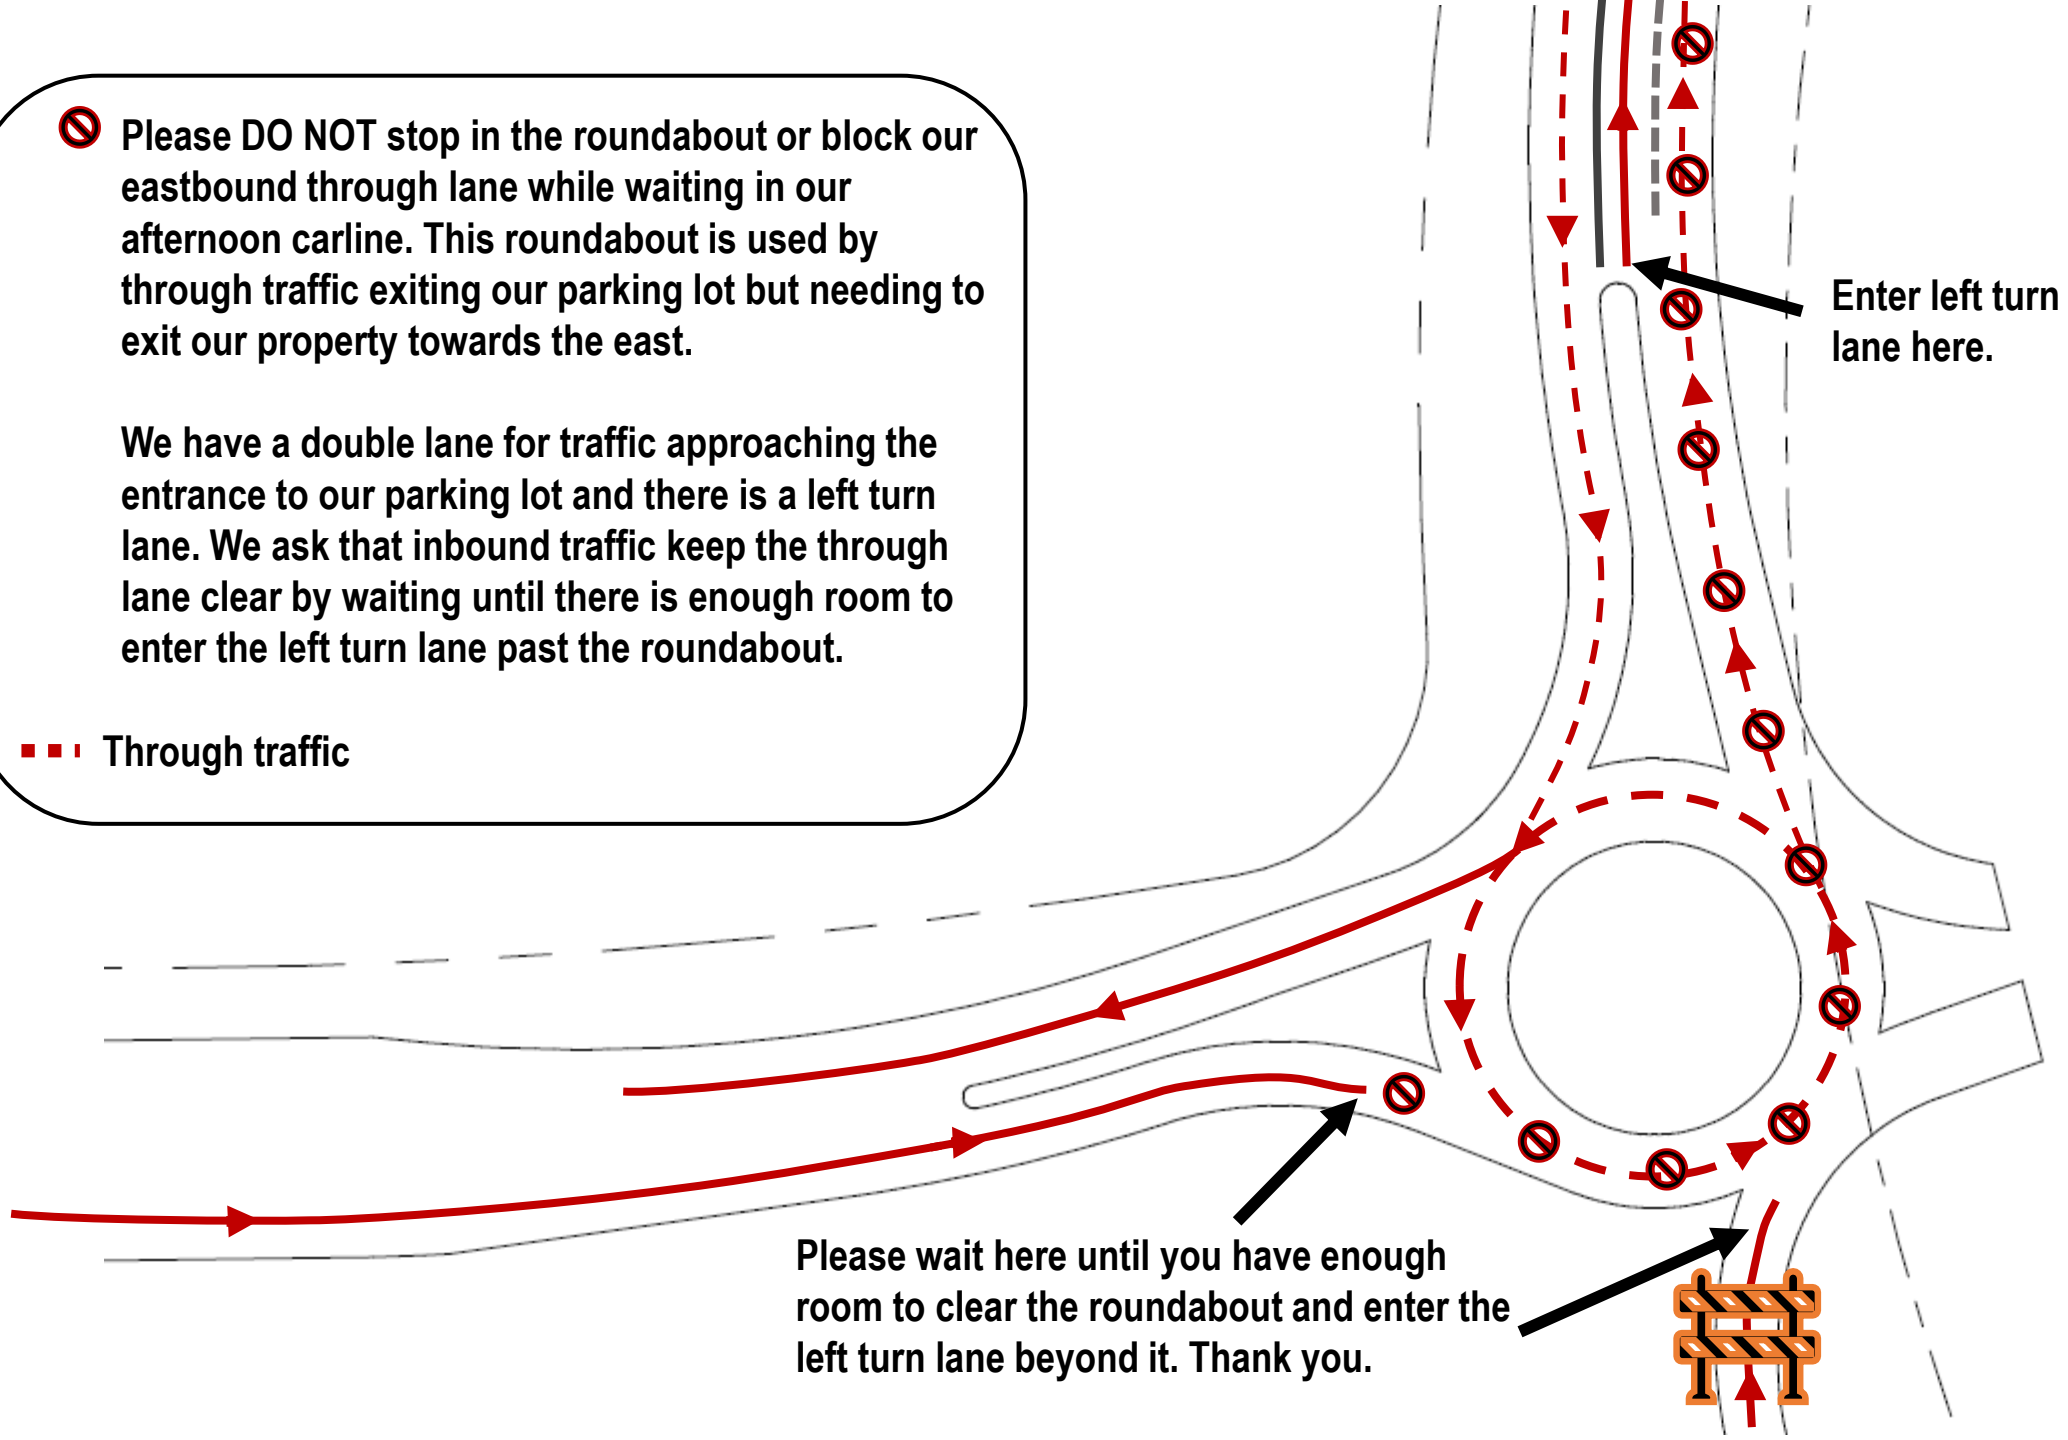 Please DO NOT stop in the roundabout or block our
eastbound through lane while waiting in our
afternoon carline. This roundabout is used by
through traffic exiting our parking lot but needing to
exit our property towards the east.
We have a double lane for traffic approaching the
entrance to our parking lot and there is a left turn
lane. We ask that inbound traffic keep the through
lane clear by waiting until there is enough room to
enter the left turn lane past the roundabout.
Through traffic
Enter left turn
lane here.
Please wait here until you have enough
room to clear the roundabout and enter the
left turn lane beyond it. Thank you.